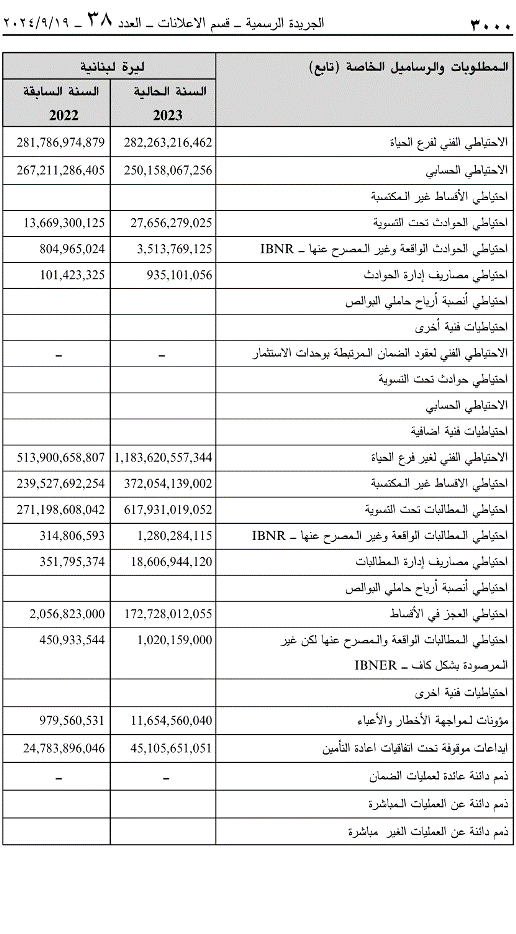 ٣٠٠٠ الجريدة الرسمية – قسم الاعلانات – العدد ٣٨ – ٢٠٢٤/٩/١٩
المطلوبات والرساميل الخاصة (تابع) ليرة لبنانية
السنة الحالية السنة السابقة
2023 2022
الاحتياطي الفني لفرع الحياة 282,263,216,462 281,786,974,879
الاحتياطي الحسابي 250,158,067,256 267,211,286,405
احتياطي الأقساط غير المكتسبة
احتياطي الحوادث تحت التسوية 27,656,279,025 13,669,300,125
احتياطي الحوادث الواقعة وغير المصرح عنها – IBNR 3,513,769,125 804,965,024
احتياطي مصاريف إدارة الحوادث 935,101,056 101,423,325
احتياطي أنصبة أرباح حاملي البوالص
احتياطيات فنية أخرى
الاحتياطي الفني لعقود الضمان المرتبطة بوحدات الاستثمار – –
احتياطي حوادث تحت التسوية
الاحتياطي الحسابي
احتياطيات فنية اضافية
الاحتياطي الفني لغير فرع الحياة 1,183,620,557,344 513,900,658,807
احتياطي الاقساط غير المكتسبة 372,054,139,002 239,527,692,254
احتياطي المطالبات تحت التسوية 617,931,019,052 271,198,608,042
احتياطي المطالبات الواقعة وغير المصرح عنها – IBNR 1,280,284,115 314,806,593
احتياطي مصاريف إدارة المطالبات 18,606,944,120 351,795,374
احتياطي أنصبة أرباح حاملي البوالص
احتياطي العجز في الأقساط 172,728,012,055 2,056,823,000
احتياطي المطالبات الواقعة والمصرح عنها لكن غير 1,020,159,000 450,933,544
المرصودة بشكل كاف – IBNER
احتياطيات فنية اخرى
مؤونات لمواجهة الأخطار والأعباء 11,654,560,040 979,560,531
ايداعات موقوفة تحت اتفاقيات اعادة التأمين 45,105,651,051 24,783,896,046
ذمم دائنة عائدة لعمليات الضمان – –
ذمم دائنة عن العمليات المباشرة
ذمم دائنة عن العمليات الغير مباشرة